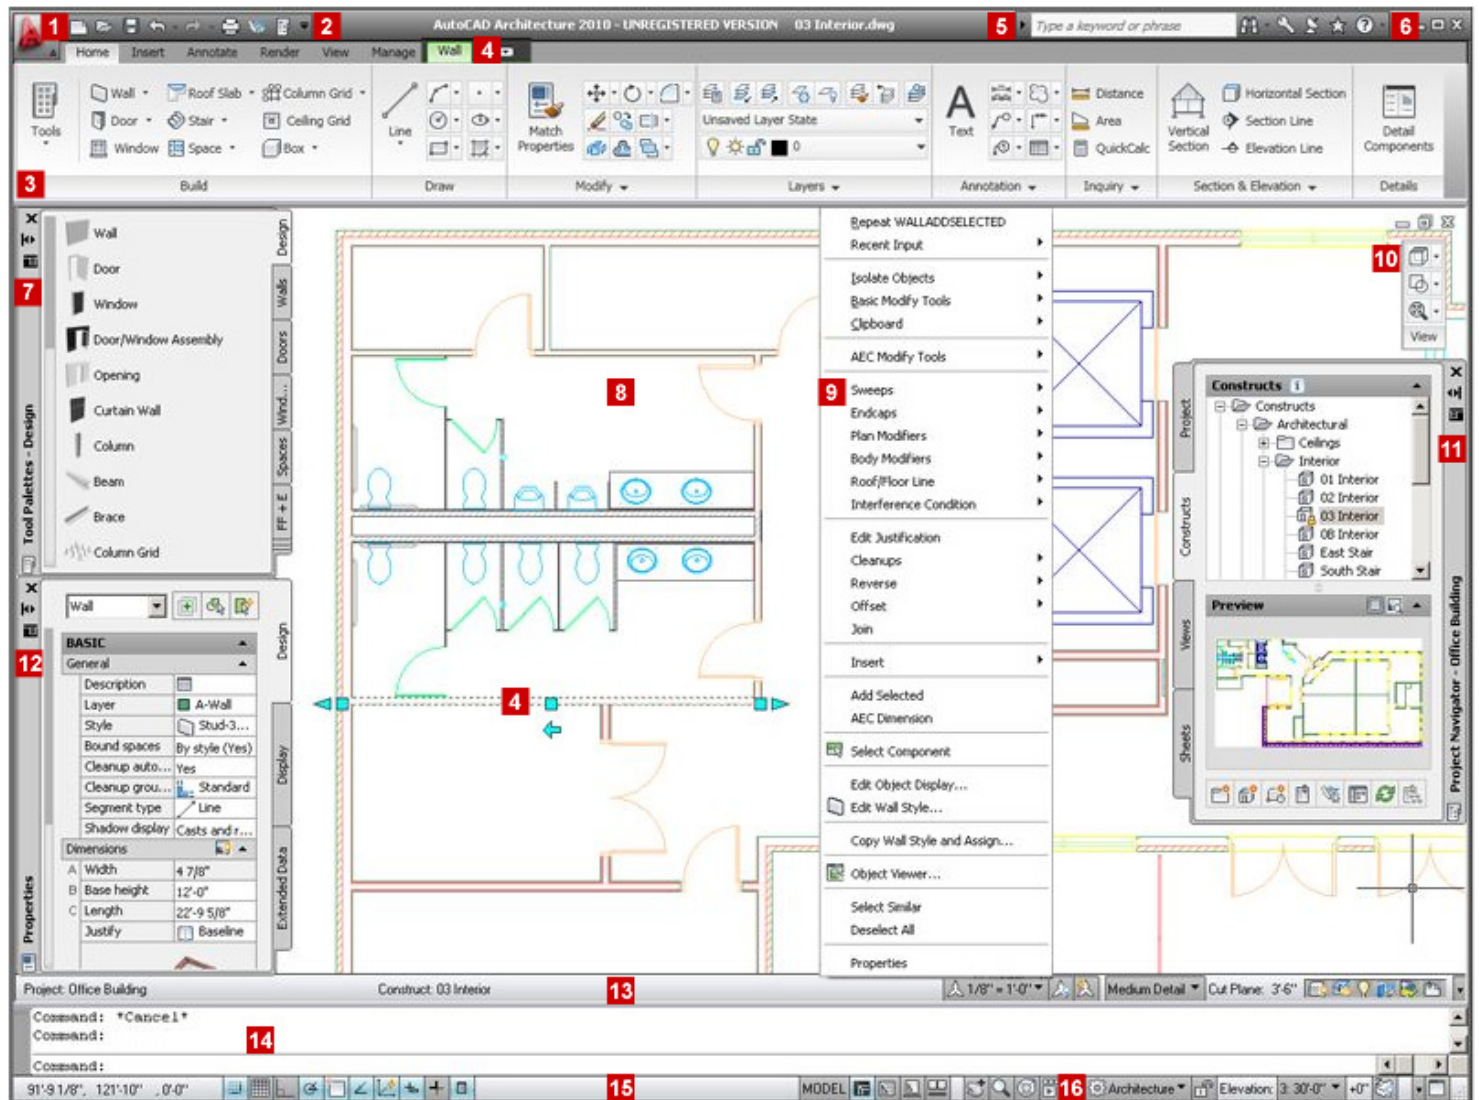 1
2
AutoCAD Architecture 2010 - UNREGISTERED VERSION 03 Interior.dwg
5
Type a keyword or phrase
6
Home Insert Annotate Render View Manage Wall 4
Tools
Wall Roof Slab Column Grid
Door Stair Ceiling Grid
Window Space Box
Line
Match Properties
Unsaved Layer State
0
Text
Distance
Area
QuickCalc
Vertical Section
Horizontal Section
Section Line
Elevation Line
Detail Components
3
Build Draw Modify Layers Annotation Inquiry Section & Elevation Details
7
Tool Palettes - Design
Wall
Door
Window
Door/Window Assembly
Opening
Curtain Wall
Column
Beam
Brace
Column Grid
Design
Walls
Doors
Wind...
Spaces
FF + E
8
4
9
Repeat WALLADDSELECTED
Recent Input
Isolate Objects
Basic Modify Tools
Clipboard
AEC Modify Tools
Sweeps
Endcaps
Plan Modifiers
Body Modifiers
Roof/Floor Line
Interference Condition
Edit Justification
Cleanups
Reverse
Offset
Join
Insert
Add Selected
AEC Dimension
Select Component
Edit Object Display...
Edit Wall Style...
Copy Wall Style and Assign...
Object Viewer...
Select Similar
Deselect All
Properties
10
View
11
Project Navigator - Office Building
Project
Constructs
Views
Sheets
Constructs
Constructs
Architectural
Ceilings
Interior
01 Interior
02 Interior
03 Interior
08 Interior
East Stair
South Stair
Preview
12
Properties
Wall
BASIC
General
Description
Layer A-Wall
Style Stud-3...
Bound spaces By style (Yes)
Cleanup auto... Yes
Cleanup grou... Standard
Segment type Line
Shadow display Casts and r...
Dimensions
A Width 4 7/8"
B Base height 12'-0"
C Length 22'-9 5/8"
Justify Baseline
Design
Display
Extended Data
Project: Office Building Construct: 03 Interior 13 1/8" = 1'-0" Medium Detail Cut Plane: 3'-6"
Command: *Cancel*
Command:
14
Command:
91'-9 1/8", 121'-10" , 0'-0" 15 MODEL 16 Architecture Elevation: 3: 30'-0" +0"